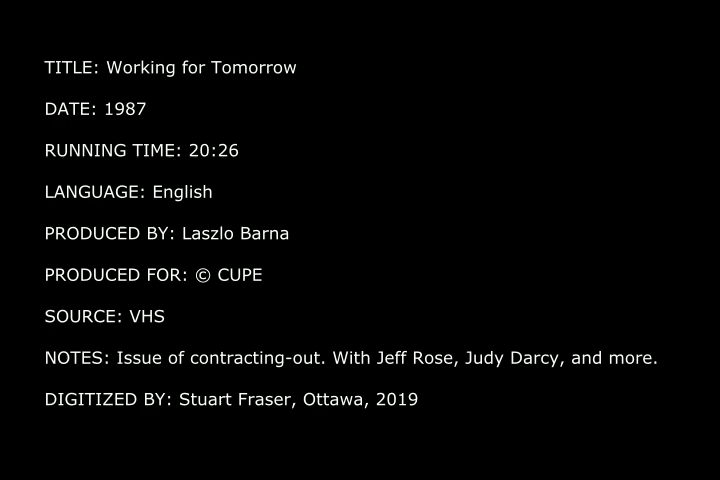 TITLE: Working for Tomorrow
DATE: 1987
RUNNING TIME: 20:26
LANGUAGE: English
PRODUCED BY: Laszlo Barna
PRODUCED FOR: © CUPE
SOURCE: VHS
NOTES: Issue of contracting-out. With Jeff Rose, Judy Darcy, and more.
DIGITIZED BY: Stuart Fraser, Ottawa, 2019